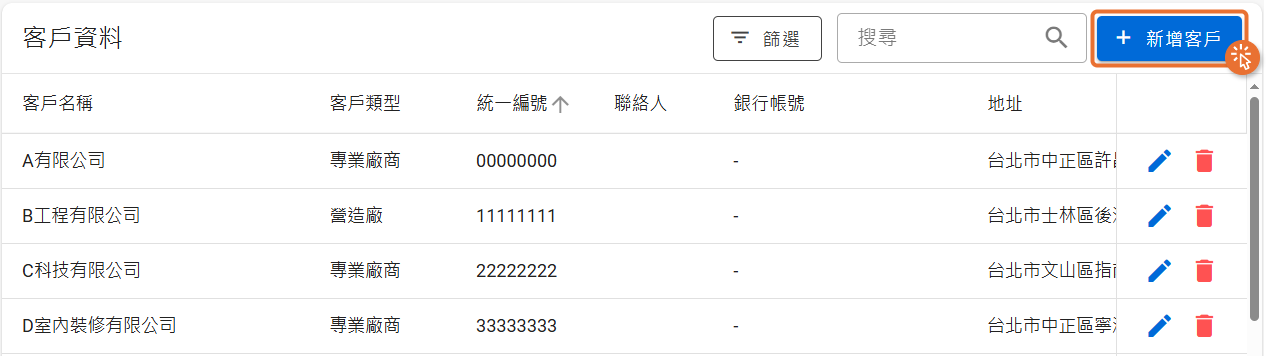 客戶資料 篩選 搜尋 + 新增客戶
客戶名稱 客戶類型 統一編號 聯絡人 銀行帳號 地址
A有限公司 專業廠商 00000000 - 台北市中正區許
B工程有限公司 營造廠 11111111 - 台北市士林區後
C科技有限公司 專業廠商 22222222 - 台北市文山區指
D室內裝修有限公司 專業廠商 33333333 - 台北市中正區寧